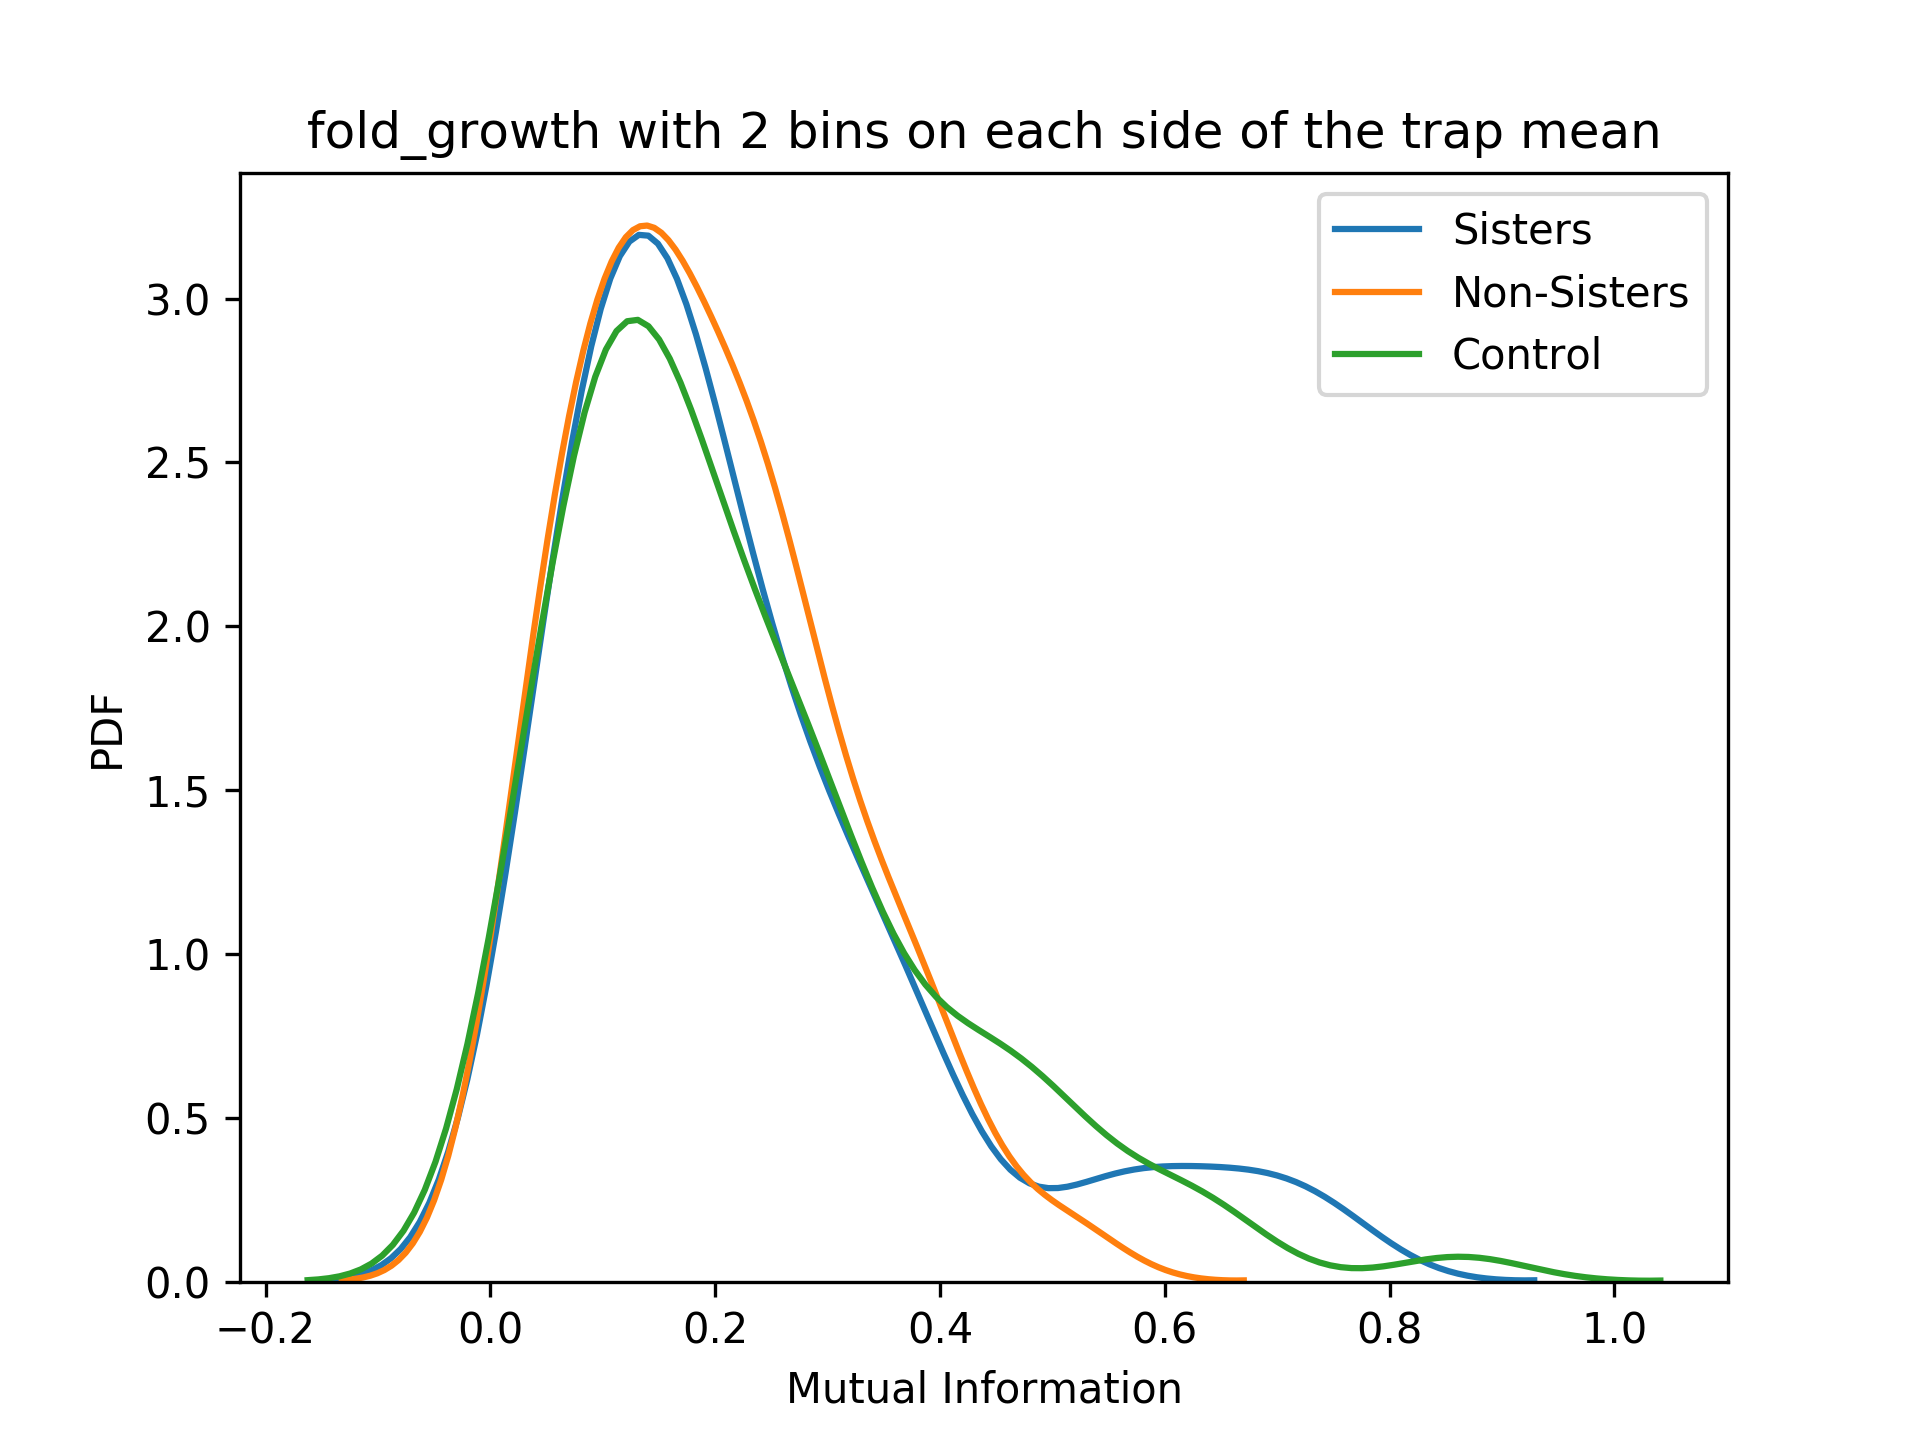 fold_growth with 2 bins on each side of the trap mean
Sisters
Non-Sisters
Control
3.0
2.5
2.0
1.5
1.0
0.5
0.0
PDF
−0.2
0.0
0.2
0.4
0.6
0.8
1.0
Mutual Information